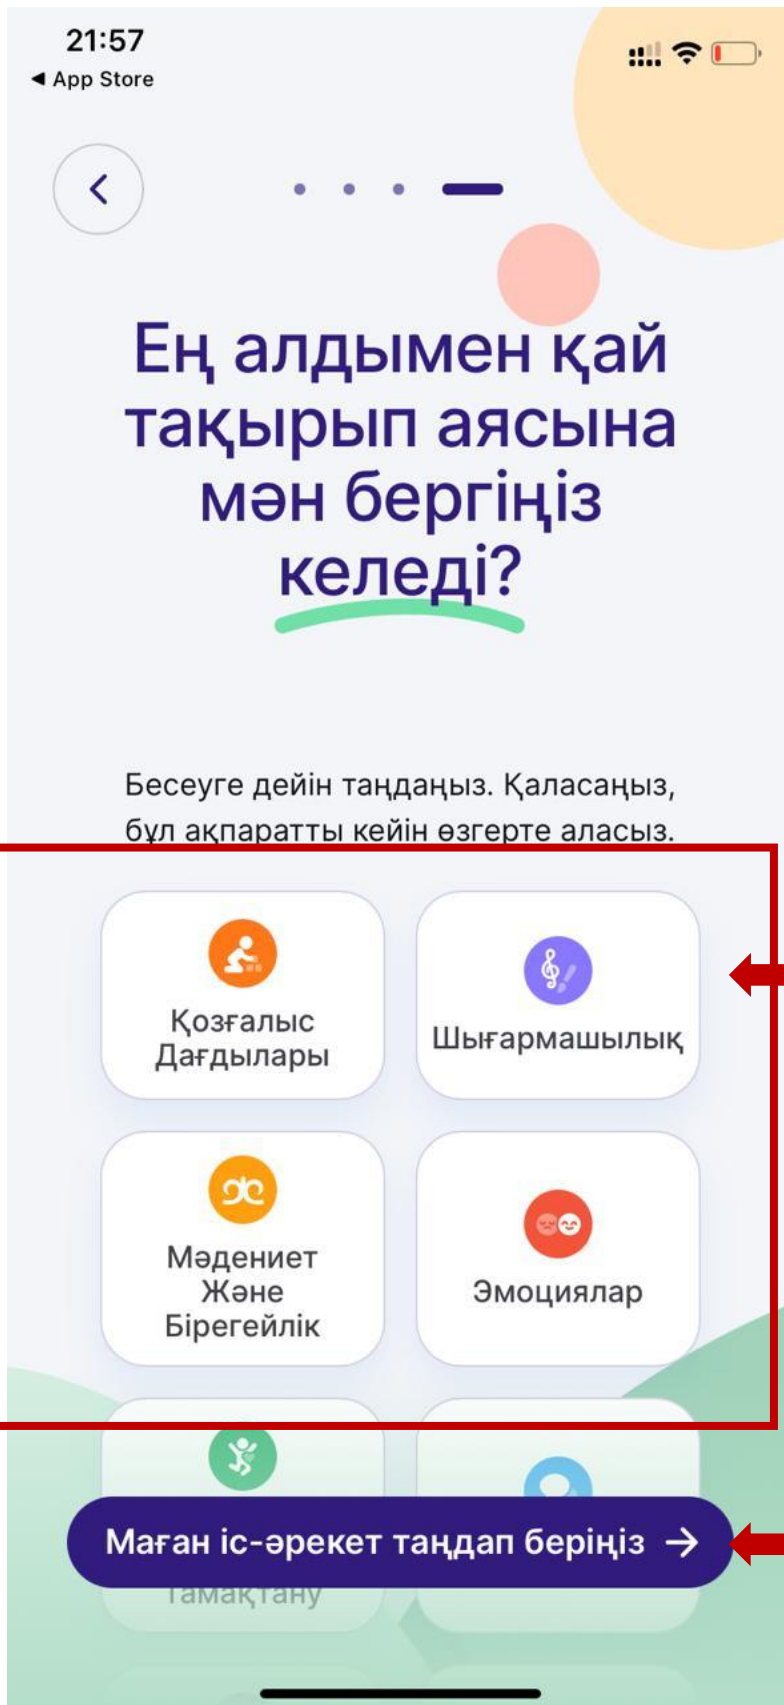 21:57
◀ App Store
Ең алдымен қай
тақырып аясына
мән бергіңіз
келеді?
Бесеуге дейін таңдаңыз. Қаласаңыз,
бұл ақпаратты кейін өзгерте аласыз.
Қозғалыс
Дағдылары
Шығармашылық
Мәдениет
Және
Бірегейлік
Эмоциялар
Маған іс-әрекет таңдап беріңіз →
Тамақтану